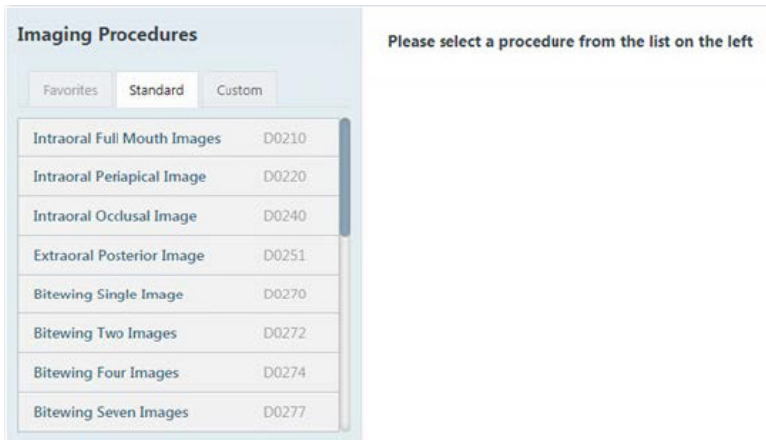 Imaging Procedures
Please select a procedure from the list on the left
Favorites Standard Custom
Intraoral Full Mouth Images D0210
Intraoral Periapical Image D0220
Intraoral Occlusal Image D0240
Extraoral Posterior Image D0251
Bitewing Single Image D0270
Bitewing Two Images D0272
Bitewing Four Images D0274
Bitewing Seven Images D0277